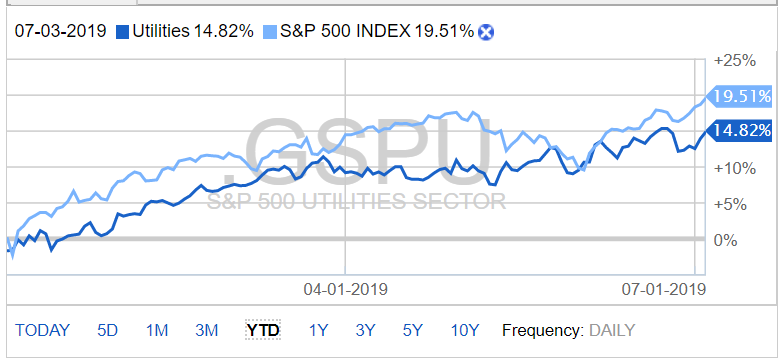 07-03-2019 Utilities 14.82% S&P 500 INDEX 19.51%
+25%
19.51%
14.82%
.GSPU
+10%
S&P 500 UTILITIES SECTOR
+5%
0%
04-01-2019 07-01-2019
TODAY 5D 1M 3M YTD 1Y 3Y 5Y 10Y Frequency: DAILY